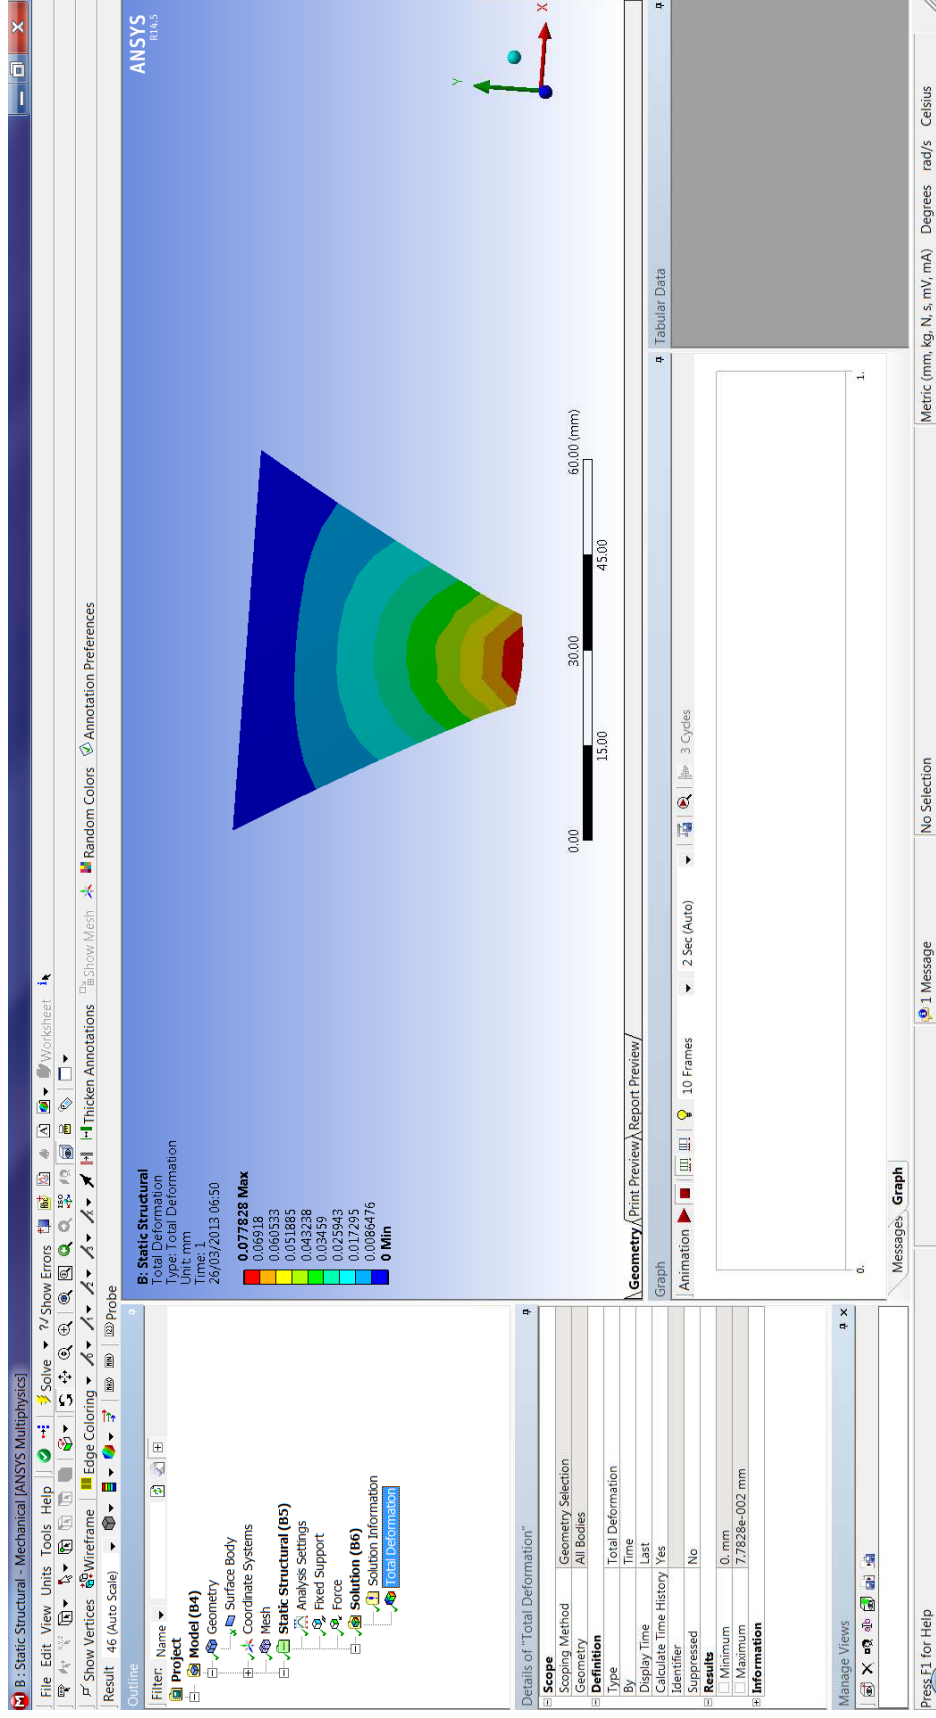 B : Static Structural - Mechanical [ANSYS Multiphysics]
File Edit View Units Tools Help Solve ?/ Show Errors Worksheet
Show Vertices Wireframe Edge Coloring Thicken Annotations Show Mesh Random Colors Annotation Preferences
Result 46 (Auto Scale) Probe
Outline
Filter: Name
Project
Model (B4)
Geometry
Surface Body
Coordinate Systems
Mesh
Static Structural (B5)
Analysis Settings
Fixed Support
Force
Solution (B6)
Solution Information
Total Deformation
Details of "Total Deformation"
Scope
Scoping Method Geometry Selection
Geometry All Bodies
Definition
Type Total Deformation
By Time
Display Time Last
Calculate Time History Yes
Identifier
Suppressed No
Results
Minimum 0. mm
Maximum 7.7828e-002 mm
Information
Manage Views
B: Static Structural
Total Deformation
Type: Total Deformation
Unit: mm
Time: 1
26/03/2013 06:50
0.077828 Max
0.06918
0.060533
0.051885
0.043238
0.03459
0.025943
0.017295
0.0086476
0 Min
ANSYS
R14.5
Y
X
0.00 15.00 30.00 45.00 60.00 (mm)
Geometry Print Preview Report Preview
Graph
Animation 10 Frames 2 Sec (Auto) 3 Cycles
0. 1.
Messages Graph
Tabular Data
Press F1 for Help 1 Message No Selection Metric (mm, kg, N, s, mV, mA) Degrees rad/s Celsius